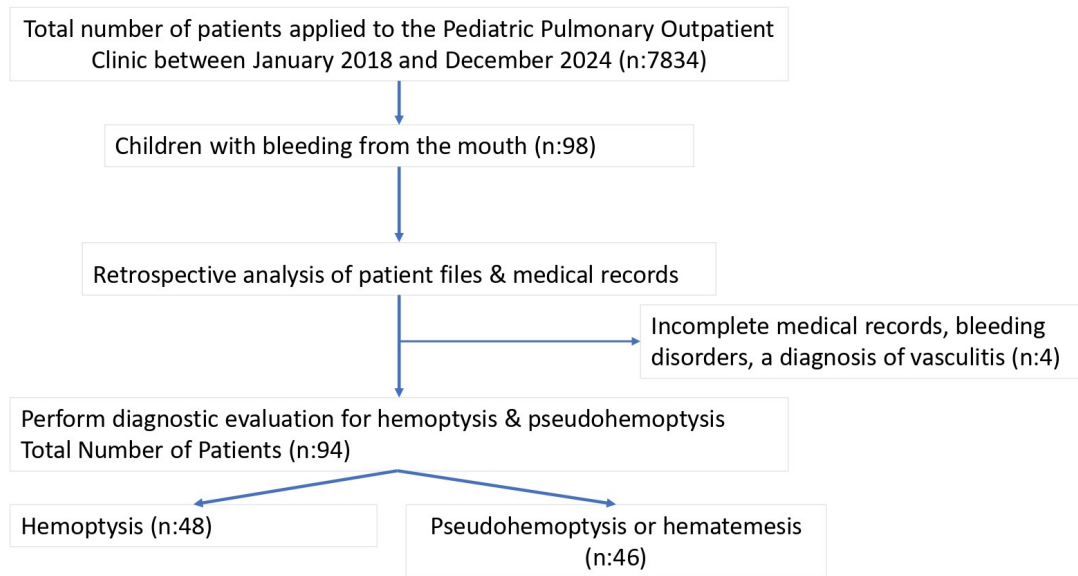 Total number of patients applied to the Pediatric Pulmonary Outpatient
Clinic between January 2018 and December 2024 (n:7834)
Children with bleeding from the mouth (n:98)
Retrospective analysis of patient files & medical records
Incomplete medical records, bleeding
disorders, a diagnosis of vasculitis (n:4)
Perform diagnostic evaluation for hemoptysis & pseudohemoptysis
Total Number of Patients (n:94)
Hemoptysis (n:48)
Pseudohemoptysis or hematemesis
(n:46)